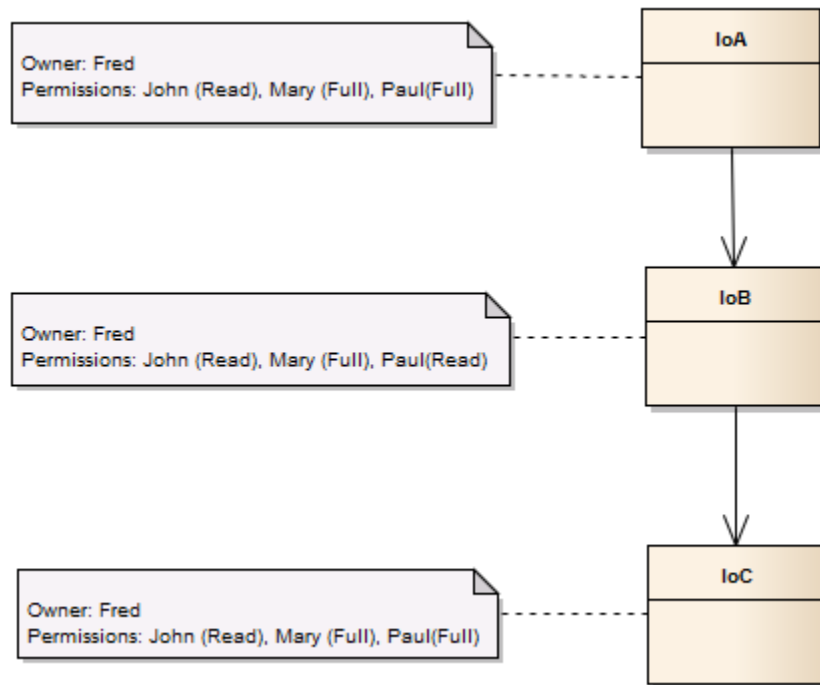 IoA
Owner: Fred
Permissions: John (Read), Mary (Full), Paul(Full)
IoB
Owner: Fred
Permissions: John (Read), Mary (Full), Paul(Read)
IoC
Owner: Fred
Permissions: John (Read), Mary (Full), Paul(Full)